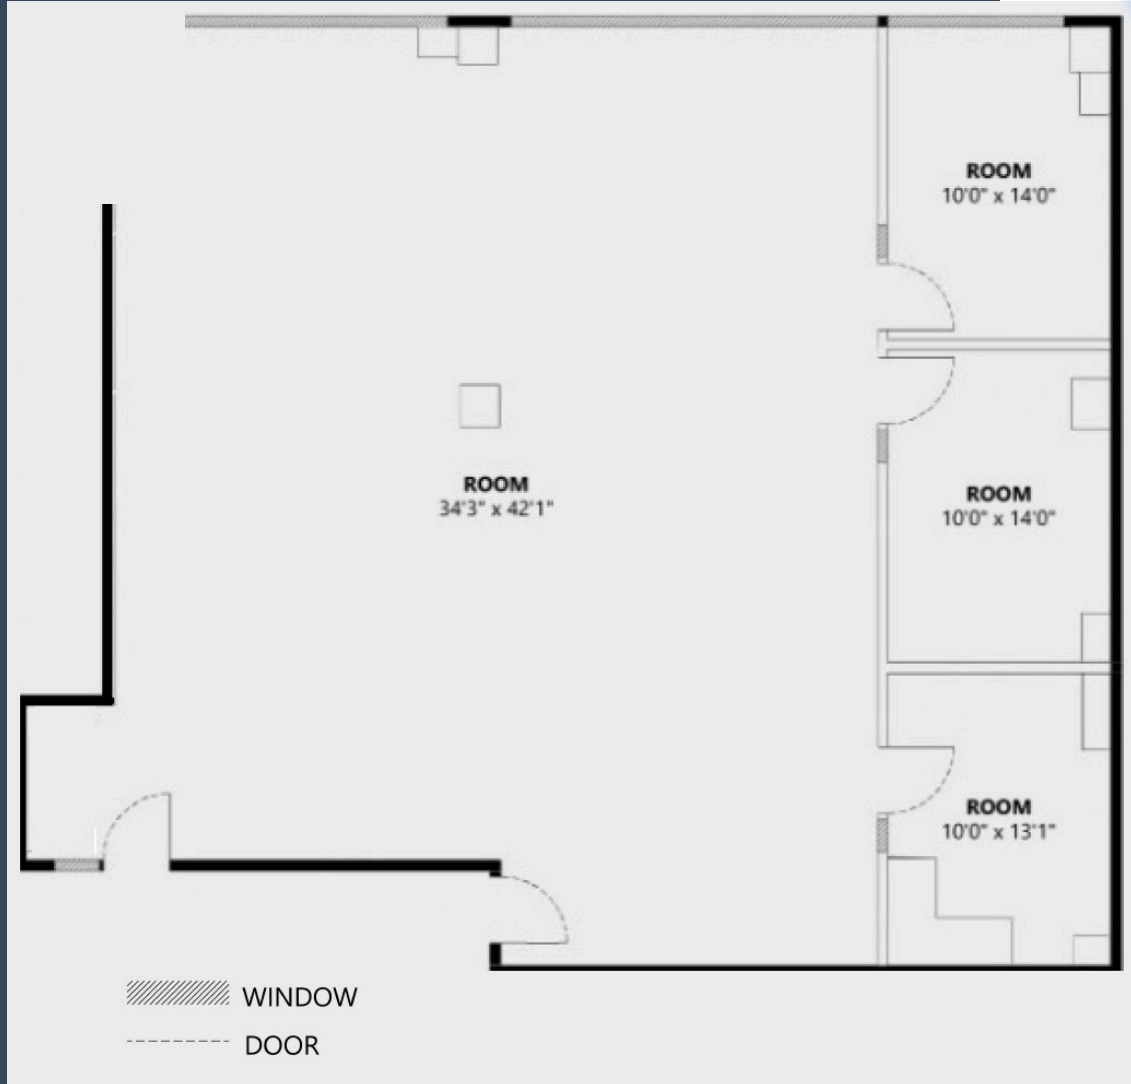 ROOM
10'0" x 14'0"
ROOM
34'3" x 42'1"
ROOM
10'0" x 14'0"
ROOM
10'0" x 13'1"
WINDOW
DOOR